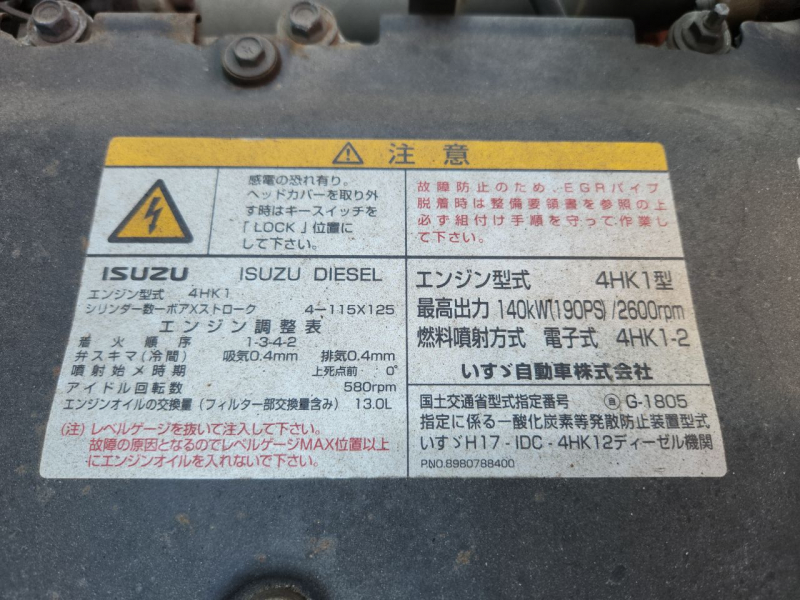 注意
感電の恐れ有り。
ヘッドカバーを取り外
す時はキースイッチを
「LOCK」位置に
して下さい。
故障防止のため、EGRパイプ
脱着時は整備要領書を参照の上
必ず組付け手順を守って作業し
て下さい。
ISUZU ISUZU DIESEL
エンジン型式 4HK1
シリンダー数ーボアXストローク 4-115X125
エンジン調整表
着火順序 1-3-4-2
弁スキマ(冷間) 吸気0.4mm 排気0.4mm
噴射始メ時期 上死点前 0°
アイドル回転数 580rpm
エンジンオイルの交換量(フィルター部交換量含み) 13.0L
(注)レベルゲージを抜いて注入して下さい。
故障の原因となるのでレベルゲージMAX位置以上
にエンジンオイルを入れないで下さい。
エンジン型式 4HK1型
最高出力 140kW(190PS)/2600rpm
燃料噴射方式 電子式 4HK1-2
いすゞ自動車株式会社
国土交通省型式指定番号 ⓐ G-1805
指定に係る一酸化炭素等発散防止装置型式
いすゞH17-IDC-4HK12ディーゼル機関
PNO.8980788400